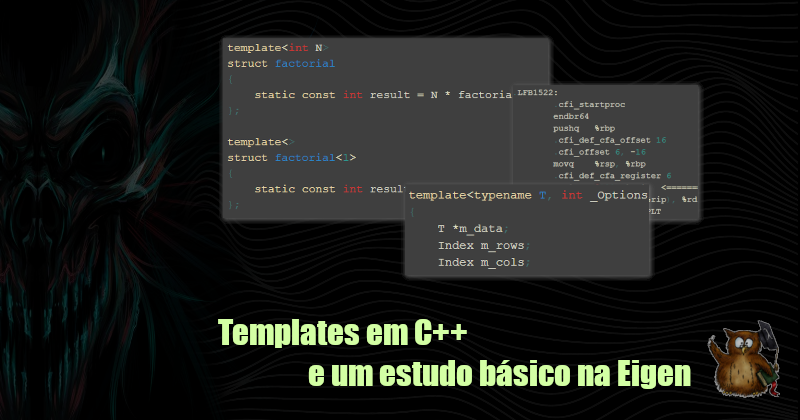 template<int N>
struct factorial
{
static const int result = N * factoria
};
template<>
struct factorial<1>
{
static const int resul
};
LFB1522:
.cfi_startproc
endbr64
pushq %rbp
.cfi_def_cfa_offset 16
.cfi_offset 6, -16
movq %rsp, %rbp
.cfi_def_cfa_register 6
<======
rip), %rd
PLT
template<typename T, int _Options
{
T *m_data;
Index m_rows;
Index m_cols;
Templates em C++
e um estudo básico na Eigen